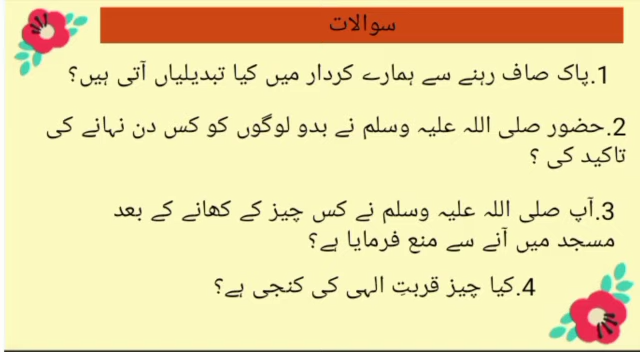 سوالات
1.پاک صاف رہنے سے ہمارے کردار میں کیا تبدیلیاں آتی ہیں؟
2.حضور صلی اللہ علیہ وسلم نے بدو لوگوں کو کس دن نہانے کی
تاکید کی ؟
3.آپ صلی اللہ علیہ وسلم نے کس چیز کے کھانے کے بعد
مسجد میں آنے سے منع فرمایا ہے؟
4.کیا چیز قربتِ الہی کی کنجی ہے؟